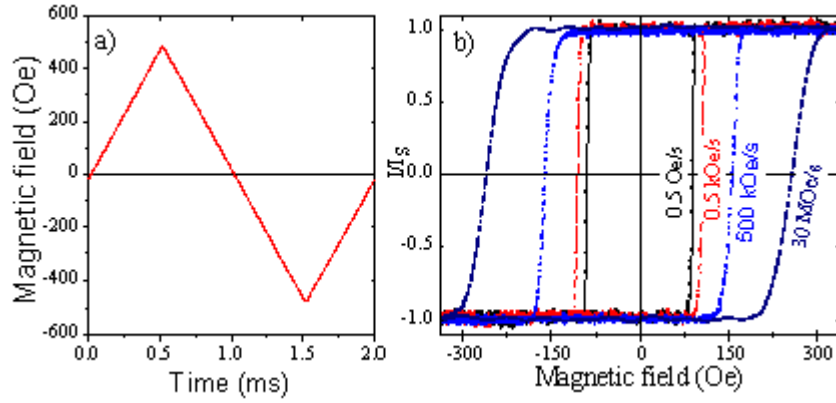 a)
Magnetic field (Oe)
600
400
200
0
-200
-400
-600
0.0
0.5
1.0
1.5
2.0
Time (ms)
b)
I/Is
1.0
0.5
0.0
-0.5
-1.0
0.5 Oe/s
0.5 kOe/s
500 kOe/s
30 MOe/s
-300
-150
0
150
300
Magnetic field (Oe)